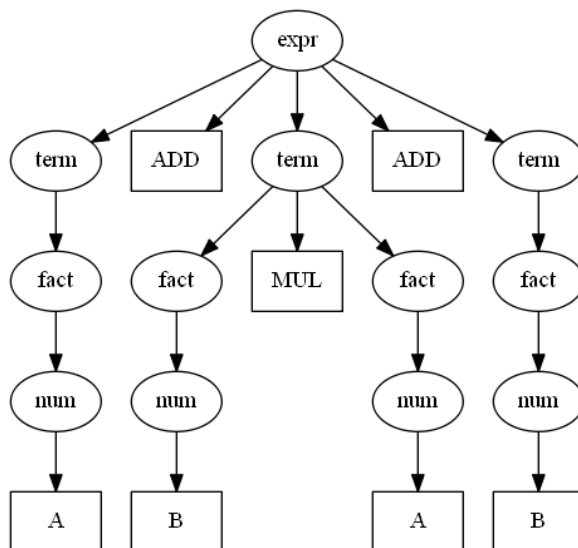 expr
term ADD term ADD term
fact fact MUL fact fact
num num num num
A B A B